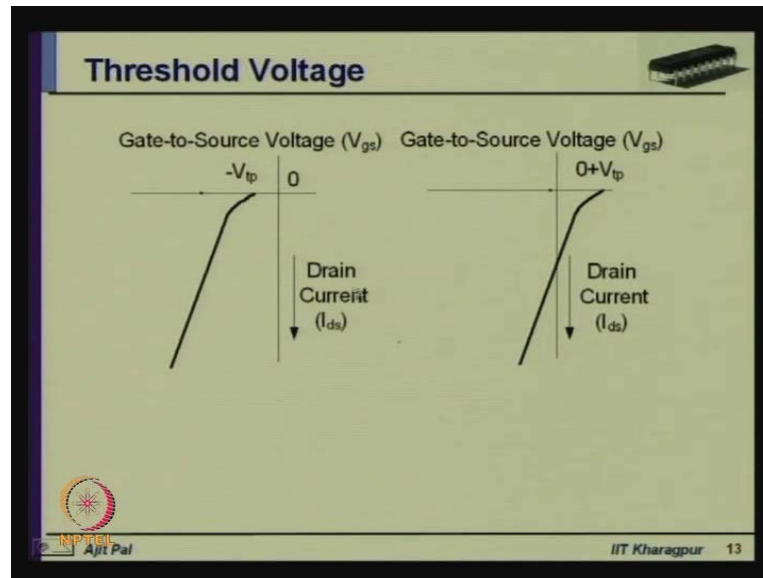 Threshold Voltage
Gate-to-Source Voltage (Vgs) Gate-to-Source Voltage (Vgs)
-Vtp 0 0+Vtp
Drain Current (Ids)
Drain Current (Ids)
NPTEL
Ajit Pal IIT Kharagpur 13